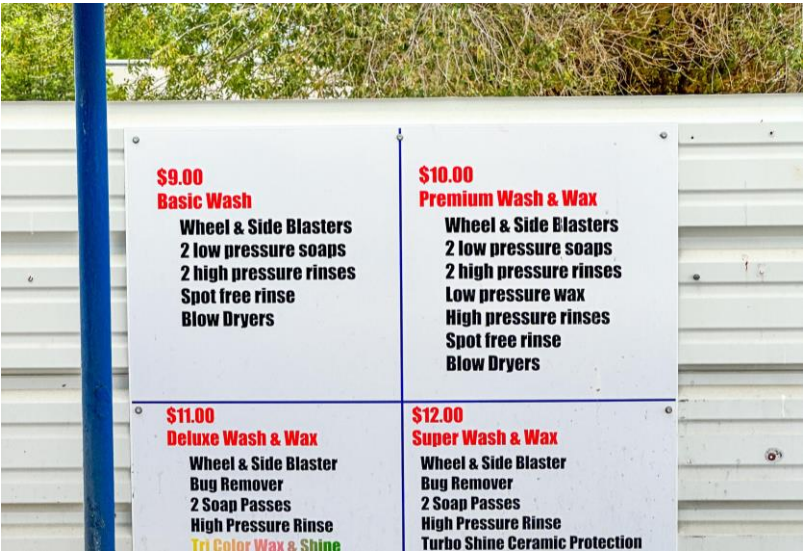 $9.00
Basic Wash
Wheel & Side Blasters
2 low pressure soaps
2 high pressure rinses
Spot free rinse
Blow Dryers
$10.00
Premium Wash & Wax
Wheel & Side Blasters
2 low pressure soaps
2 high pressure rinses
Low pressure wax
High pressure rinses
Spot free rinse
Blow Dryers
$11.00
Deluxe Wash & Wax
Wheel & Side Blaster
Bug Remover
2 Soap Passes
High Pressure Rinse
Tri Color Wax & Shine
$12.00
Super Wash & Wax
Wheel & Side Blaster
Bug Remover
2 Soap Passes
High Pressure Rinse
Turbo Shine Ceramic Protection